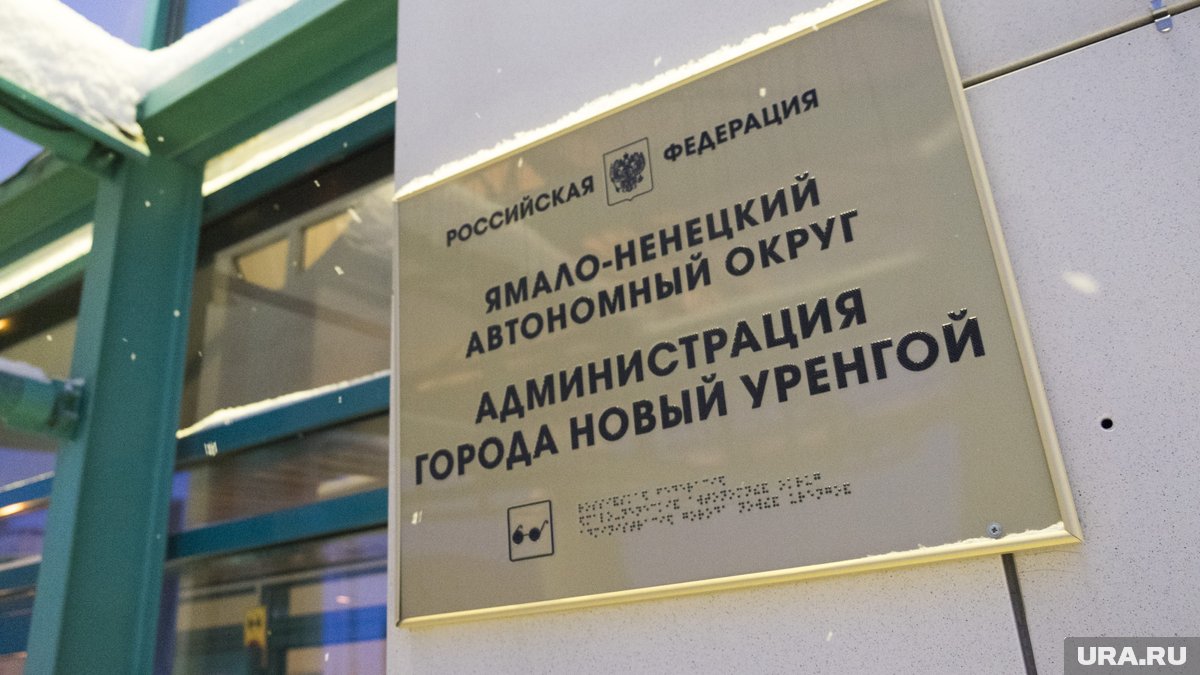 РОССИЙСКАЯ ФЕДЕРАЦИЯ
ЯМАЛО-НЕНЕЦКИЙ
АВТОНОМНЫЙ ОКРУГ
АДМИНИСТРАЦИЯ
ГОРОДА НОВЫЙ УРЕНГОЙ
URA.RU